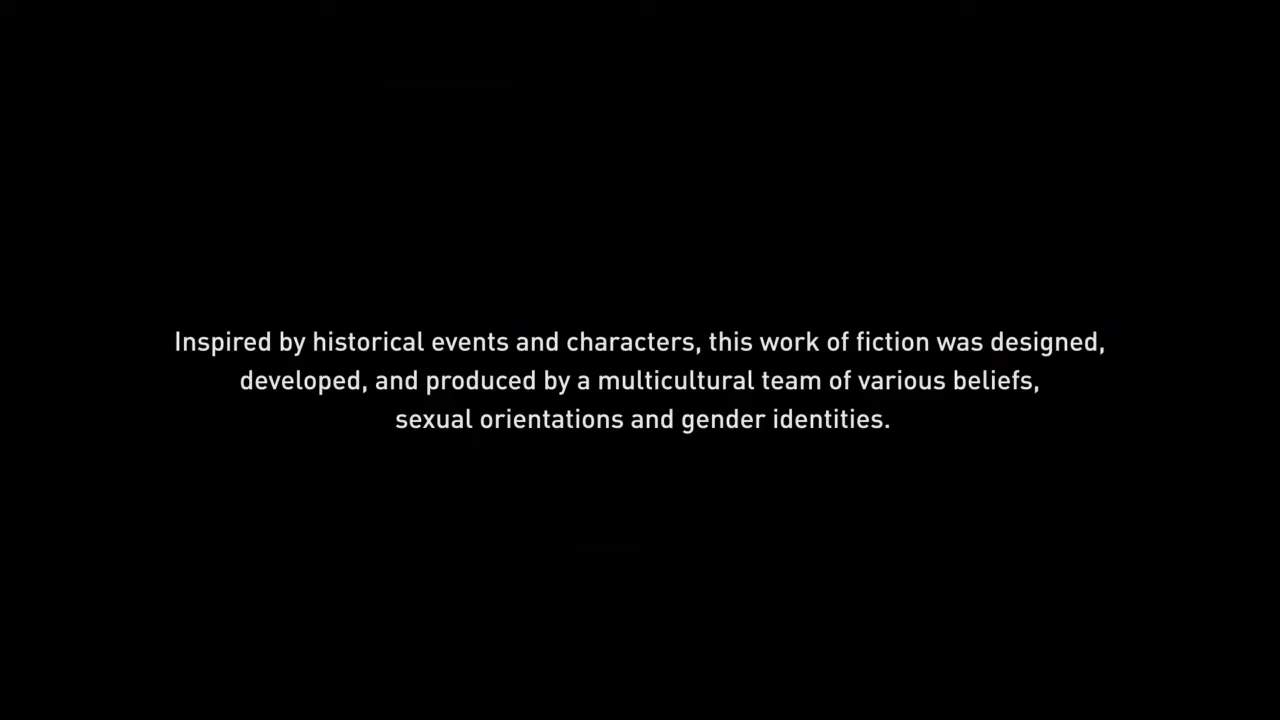 Inspired by historical events and characters, this work of fiction was designed,
developed, and produced by a multicultural team of various beliefs,
sexual orientations and gender identities.